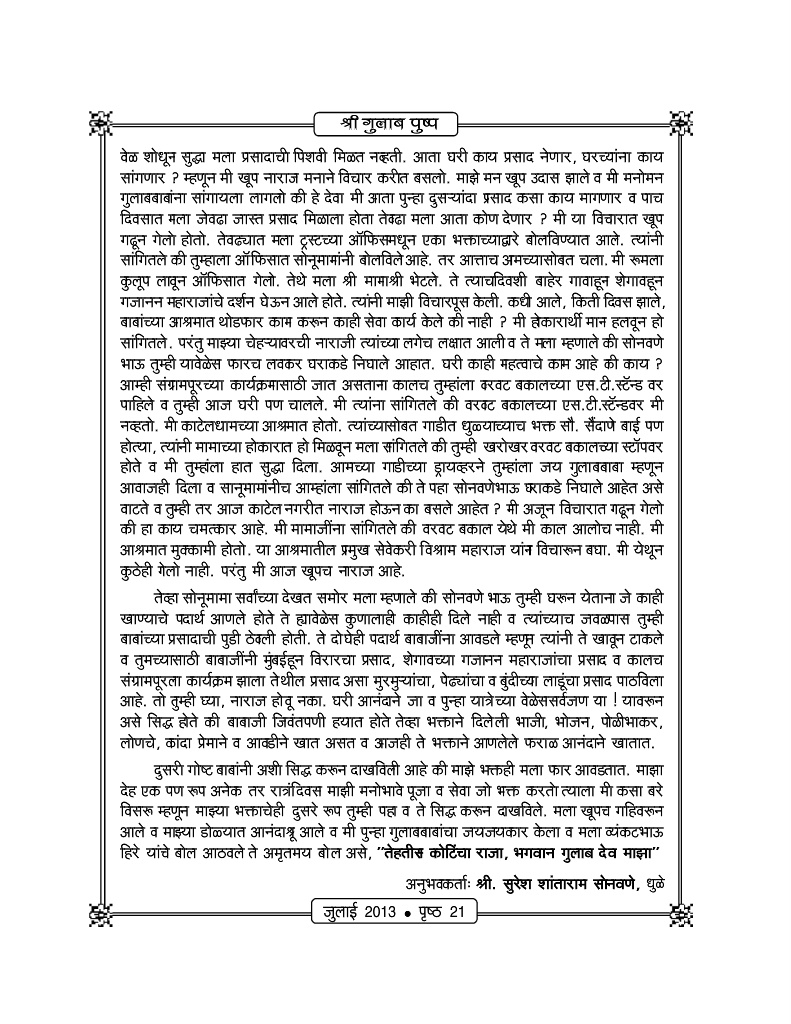 श्री गुलाब पुष्प
वेळ शोधून सुद्धा मला प्रसादाची पिशवी मिळत नव्हती. आता घरी काय प्रसाद नेणार, घरच्यांना काय
सांगणार ? म्हणून मी खूप नाराज मनाने विचार करीत बसलो. माझे मन खूप उदास झाले व मी मनोमन
गुलाबबाबांना सांगायला लागलो की हे देवा मी आता पुन्हा दुसऱ्यांदा प्रसाद कसा काय मागणार व पाच
दिवसात मला जेवढा जास्त प्रसाद मिळाला होता तेवढा मला आता कोण देणार ? मी या विचारात खूप
गढून गेलो होतो. तेवढ्यात मला ट्रस्टच्या ऑफिसमधून एका भक्ताच्याद्वारे बोलविण्यात आले. त्यांनी
सांगितले की तुम्हाला ऑफिसात सोनूमामांनी बोलविले आहे. तर आत्ताच आमच्यासोबत चला. मी रूमला
कुलूप लावून ऑफिसात गेलो. तेथे मला श्री मामाश्री भेटले. ते त्याचदिवशी बाहेर गावाहून शेगावहून
गजानन महाराजांचे दर्शन घेऊन आले होते. त्यांनी माझी विचारपूस केली. कधी आले, किती दिवस झाले,
बाबांच्या आश्रमात थोडफार काम करून काही सेवा कार्य केले की नाही ? मी होकारार्थी मान हलवून हो
सांगितले. परंतु माझ्या चेहऱ्यावरची नाराजी त्यांच्या लगेच लक्षात आली व ते मला म्हणाले की सोनवणे
भाऊ तुम्ही यावेळेस फारच लवकर घराकडे निघाले आहात. घरी काही महत्वाचे काम आहे की काय ?
आम्ही संग्रामपूरच्या कार्यक्रमासाठी जात असताना कालच तुम्हांला वरवट बकालच्या एस.टी.स्टॅन्ड वर
पाहिले व तुम्ही आज घरी पण चालले. मी त्यांना सांगितले की वरवट बकालच्या एस.टी.स्टॅन्डवर मी
नव्हतो. मी काटेलधामच्या आश्रमात होतो. त्यांच्यासोबत गाडीत धुळ्याच्याच भक्त सौ. सैंदाणे बाई पण
होत्या, त्यांनी मामाच्या होकारात हो मिळवून मला सांगितले की तुम्ही खरोखर वरवट बकालच्या स्टॉपवर
होते व मी तुम्हांला हात सुद्धा दिला. आमच्या गाडीच्या ड्रायव्हरने तुम्हांला जय गुलाबबाबा म्हणून
आवाजही दिला व सानूमामांनीच आम्हांला सांगितले की ते पहा सोनवणेभाऊ घराकडे निघाले आहेत असे
वाटते व तुम्ही तर आज काटेल नगरीत नाराज होऊन का बसले आहेत ? मी अजून विचारात गढून गेलो
की हा काय चमत्कार आहे. मी मामाजींना सांगितले की वरवट बकाल येथे मी काल आलोच नाही. मी
आश्रमात मुक्कामी होतो. या आश्रमातील प्रमुख सेवेकरी विश्राम महाराज यांना विचारून बघा. मी येथून
कुठेही गेलो नाही. परंतु मी आज खूपच नाराज आहे.
तेव्हा सोनूमामा सर्वांच्या देखत समोर मला म्हणाले की सोनवणे भाऊ तुम्ही घरून येताना जे काही
खाण्याचे पदार्थ आणले होते ते ह्यावेळेस कुणालाही काहीही दिले नाही व त्यांच्याच जवळपास तुम्ही
बाबांच्या प्रसादाची पुडी ठेवली होती. ते दोघेही पदार्थ बाबाजींना आवडले म्हणून त्यांनी ते खावून टाकले
व तुमच्यासाठी बाबाजींनी मुंबईहून विरारचा प्रसाद, शेगावच्या गजानन महाराजांचा प्रसाद व कालच
संग्रामपूरला कार्यक्रम झाला तेथील प्रसाद असा मुरमुऱ्यांचा, पेढ्यांचा व बुंदीच्या लाडूंचा प्रसाद पाठविला
आहे. तो तुम्ही घ्या, नाराज होवू नका. घरी आनंदाने जा व पुन्हा यात्रेच्या वेळेस सर्वजण या ! यावरून
असे सिद्ध होते की बाबाजी जिवंतपणी हयात होते तेव्हा भक्ताने दिलेली भाजी, भोजन, पोळीभाकर,
लोणचे, कांदा प्रेमाने व आवडीने खात असत व आजही ते भक्ताने आणलेले फराळ आनंदाने खातात.
दुसरी गोष्ट बाबांनी अशी सिद्ध करून दाखविली आहे की माझे भक्तही मला फार आवडतात. माझा
देह एक पण रूप अनेक तर रात्रंदिवस माझी मनोभावे पूजा व सेवा जो भक्त करतो त्याला मी कसा बरे
विसरू म्हणून माझ्या भक्ताचेही दुसरे रूप तुम्ही पहा व ते सिद्ध करून दाखविले. मला खूपच गहिवरून
आले व माझ्या डोळ्यात आनंदाश्रू आले व मी पुन्हा गुलाबबाबांचा जयजयकार केला व मला व्यंकटभाऊ
हिरे यांचे बोल आठवले ते अमृतमय बोल असे, "तेहतीस कोटिंचा राजा, भगवान गुलाब देव माझा"
अनुभवकर्ताः श्री. सुरेश शांताराम सोनवणे, धुळे
जुलाई 2013 ● पृष्ठ 21